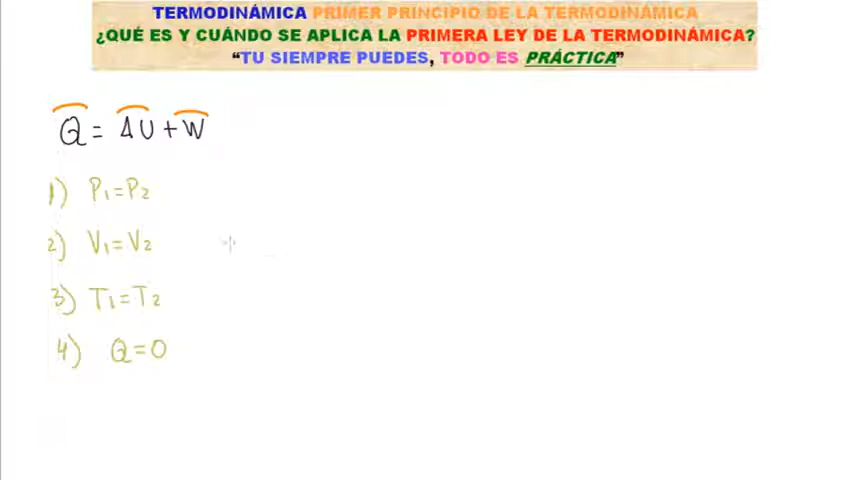 TERMODINÁMICA PRIMER PRINCIPIO DE LA TERMODINAMICA
¿QUÉ ES Y CUÁNDO SE APLICA LA PRIMERA LEY DE LA TERMODINÁMICA?
“TU SIEMPRE PUEDES, TODO ES PRÁCTICA”
Q = ΔU + W
1) P₁ = P₂
2) V₁ = V₂
3) T₁ = T₂
4) Q = 0